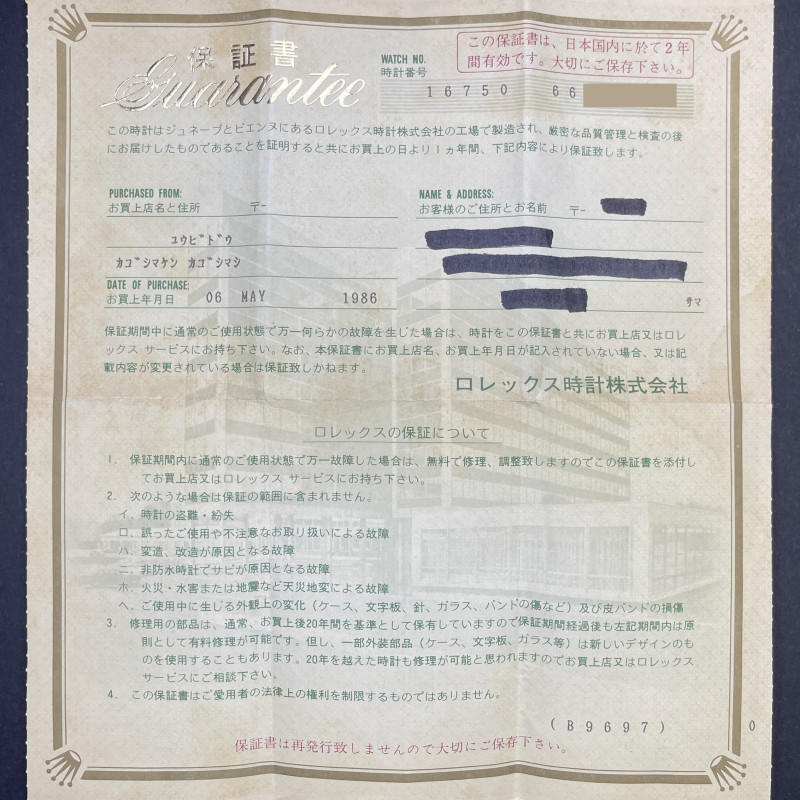 保証書
Guarantee
WATCH NO.
時計番号
この保証書は、日本国内に於て2年
間有効です。大切にご保存下さい。
16750 66
この時計はジュネーブとビエンヌにあるロレックス時計株式会社の工場で製造され、厳密な品質管理と検査の後
にお届けしたものであることを証明すると共にお買上の日より1ヵ年間、下記内容により保証致します。
PURCHASED FROM:
お買上店名と住所 〒-
NAME & ADDRESS:
お客様のご住所とお名前 〒-
ユウビドウ
カゴシマケン カゴシマシ
DATE OF PURCHASE:
お買上年月日 06 MAY 1986
サマ
保証期間中に通常のご使用状態で万一何らかの故障を生じた場合は、時計をこの保証書と共にお買上店又はロレ
ックス サービスにお持ち下さい。なお、本保証書にお買上店名、お買上年月日が記入されていない場合、又は記
載内容が変更されている場合は保証致しかねます。
ロレックス時計株式会社
ロレックスの保証について
1. 保証期間内に通常のご使用状態で万一故障した場合は、無料で修理、調整致しますのでこの保証書を添付し
てお買上店又はロレックス サービスにお持ち下さい。
2. 次のような場合は保証の範囲に含まれません。
イ. 時計の盗難・紛失
ロ. 誤ったご使用や不注意なお取り扱いによる故障
ハ. 変造、改造が原因となる故障
ニ. 非防水時計でサビが原因となる故障
ホ. 火災・水害または地震など天災地変による故障
ヘ. ご使用中に生じる外観上の変化（ケース、文字板、針、ガラス、バンドの傷など）及び皮バンドの損傷
3. 修理用の部品は、通常、お買上後20年間を基準として保有していますので保証期間経過後も左記期間内は原
則として有料修理が可能です。但し、一部外装部品（ケース、文字板、ガラス等）は新しいデザインのも
のを使用することもあります。20年を越えた時計も修理が可能と思われますのでお買上店又はロレックス
サービスにご相談下さい。
4. この保証書はご愛用者の法律上の権利を制限するものではありません。
(B9697) 0
保証書は再発行致しませんので大切にご保存下さい。